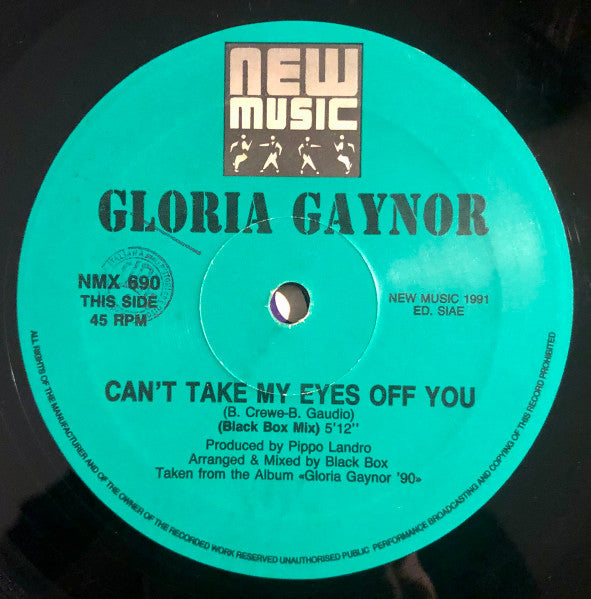 NEW
MUSIC
GLORIA GAYNOR
NMX 690
THIS SIDE
45 RPM
NEW MUSIC 1991
ED. SIAE
CAN'T TAKE MY EYES OFF YOU
(B. Crewe-B. Gaudio)
(Black Box Mix) 5'12"
Produced by Pippo Landro
Arranged & Mixed by Black Box
Taken from the Album «Gloria Gaynor '90»
ALL RIGHTS OF THE MANUFACTURER AND OF THE OWNER OF THE RECORDED WORK RESERVED UNAUTHORISED PUBLIC PERFORMANCE BROADCASTING AND COPYING OF THIS RECORD PROHIBITED